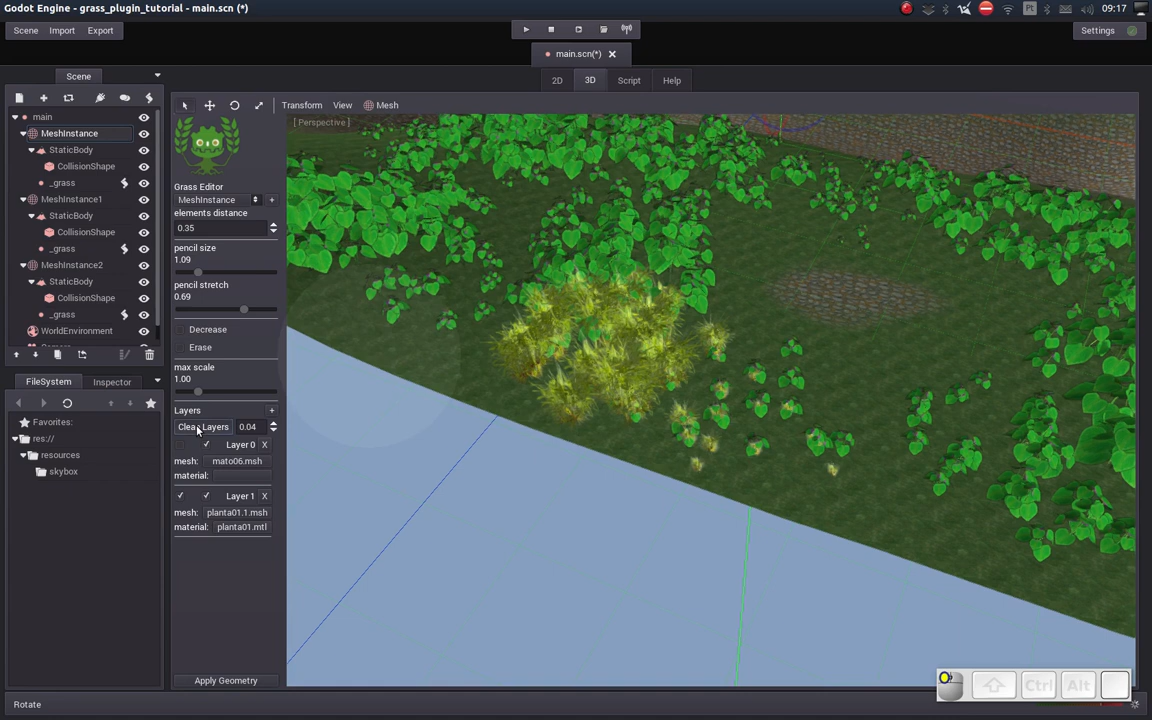 Godot Engine - grass_plugin_tutorial - main.scn (*)
Pt
09:17
Scene Import Export
Settings
main.scn(*)
Scene
2D 3D Script Help
Transform View Mesh
[ Perspective ]
main
MeshInstance
StaticBody
CollisionShape
_grass
MeshInstance1
StaticBody
CollisionShape
_grass
MeshInstance2
StaticBody
CollisionShape
_grass
WorldEnvironment
FileSystem Inspector
Favorites:
res://
resources
skybox
Grass Editor
MeshInstance
elements distance
0.35
pencil size
1.09
pencil stretch
0.69
Decrease
Erase
max scale
1.00
Layers
Layers 0.04
Layer 0 X
mesh: mato06.msh
material:
Layer 1 X
mesh: planta01.1.msh
material: planta01.mtl
Apply Geometry
Ctrl Alt
Rotate